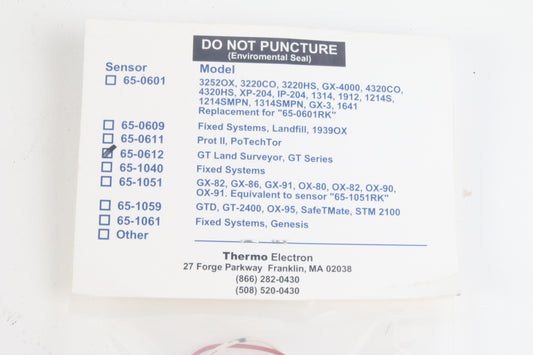 DO NOT PUNCTURE
(Enviromental Seal)
Sensor Model
65-0601 3252OX, 3220CO, 3220HS, GX-4000, 4320CO,
4320HS, XP-204, IP-204, 1314, 1912, 1214S,
1214SMPN, 1314SMPN, GX-3, 1641
Replacement for "65-0601RK"
65-0609 Fixed Systems, Landfill, 1939OX
65-0611 Prot II, PoTechTor
65-0612 GT Land Surveyor, GT Series
65-1040 Fixed Systems
65-1051 GX-82, GX-86, GX-91, OX-80, OX-82, OX-90,
OX-91. Equivalent to sensor "65-1051RK"
65-1059 GTD, GT-2400, OX-95, SafeTMate, STM 2100
65-1061 Fixed Systems, Genesis
Other
Thermo Electron
27 Forge Parkway Franklin, MA 02038
(866) 282-0430
(508) 520-0430